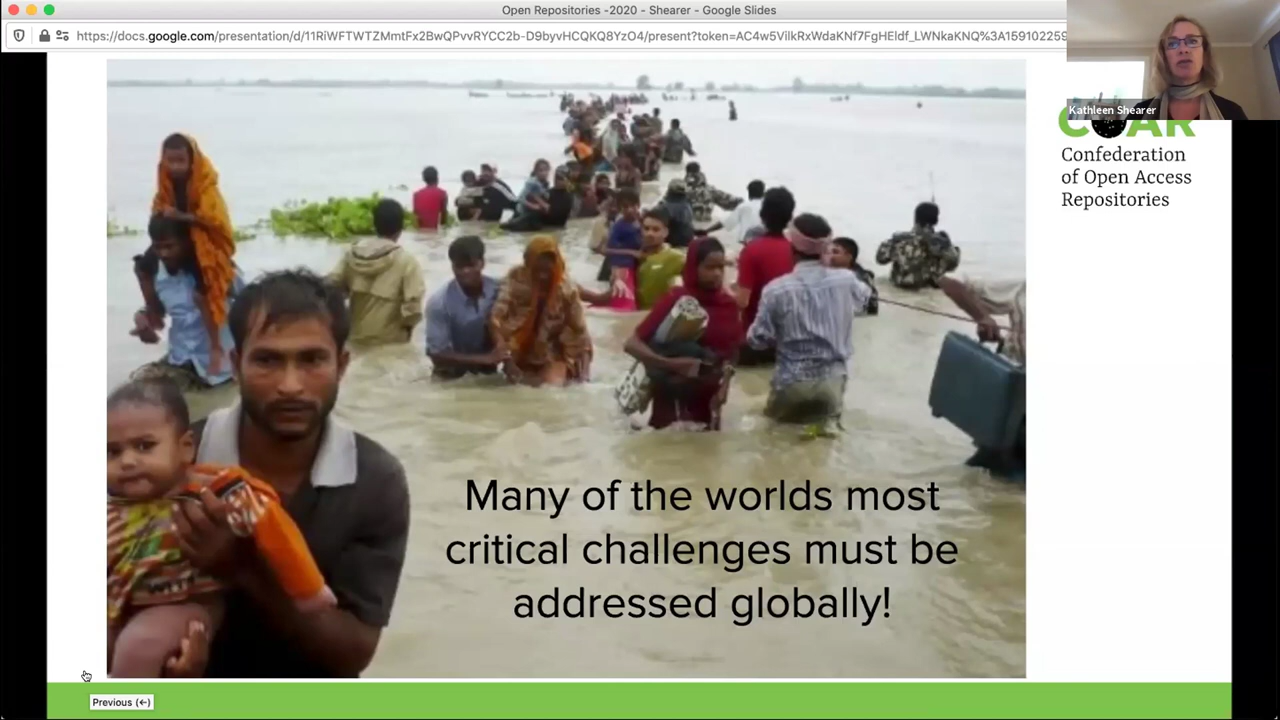 Open Repositories -2020 - Shearer - Google Slides
https://docs.google.com/presentation/d/11RiWFTWTZMmtFx2BwQPvvRYCC2b-D9byvHCQKQ8YzO4/present?token=AC4w5VilkRxWdaKNf7FgHEldf_LWNkaKNQ%3A15910225
Kathleen Shearer
COAR
Confederation
of Open Access
Repositories
Many of the worlds most
critical challenges must be
addressed globally!
Previous (←)